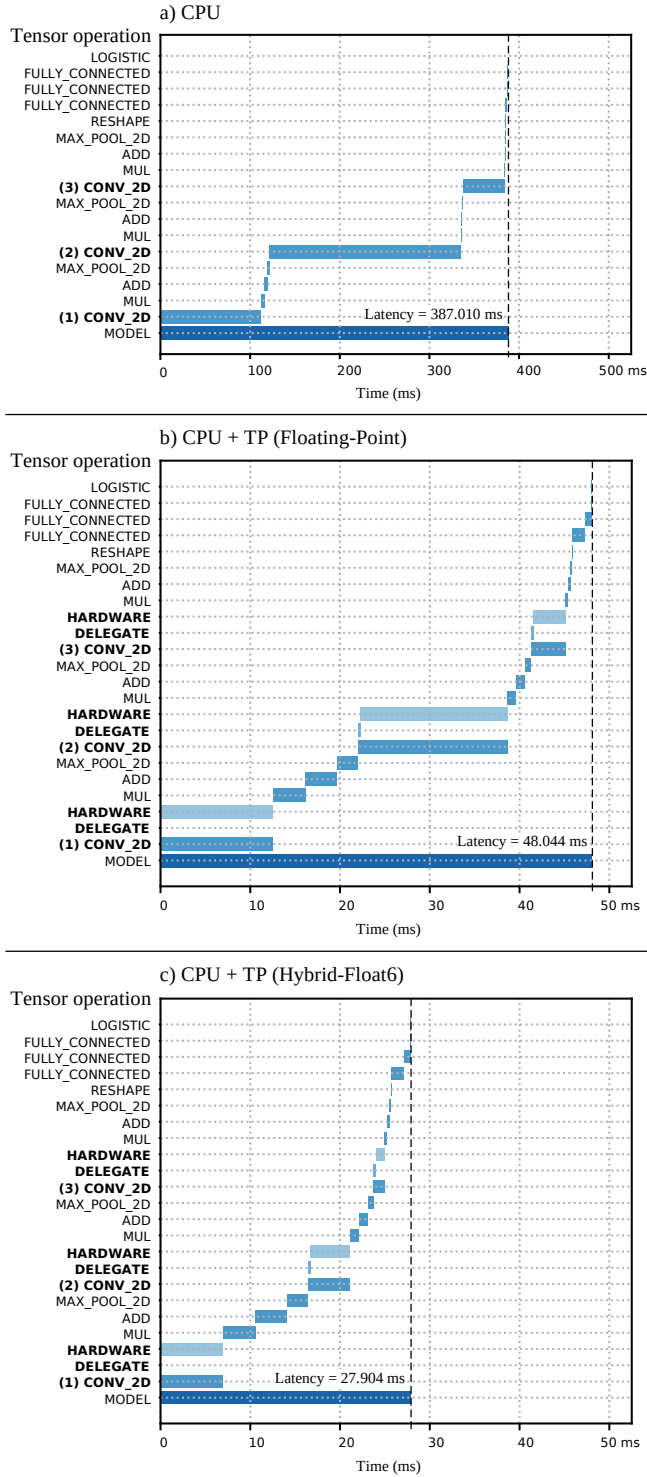 a) CPU
Tensor operation
LOGISTIC
FULLY_CONNECTED
FULLY_CONNECTED
FULLY_CONNECTED
RESHAPE
MAX_POOL_2D
ADD
MUL
(3) CONV_2D
MAX_POOL_2D
ADD
MUL
(2) CONV_2D
MAX_POOL_2D
ADD
MUL
(1) CONV_2D
Latency = 387.010 ms
MODEL
0 100 200 300 400 500 ms
Time (ms)
b) CPU + TP (Floating-Point)
Tensor operation
LOGISTIC
FULLY_CONNECTED
FULLY_CONNECTED
FULLY_CONNECTED
RESHAPE
MAX_POOL_2D
ADD
MUL
HARDWARE
DELEGATE
(3) CONV_2D
MAX_POOL_2D
ADD
MUL
HARDWARE
DELEGATE
(2) CONV_2D
MAX_POOL_2D
ADD
MUL
HARDWARE
DELEGATE
(1) CONV_2D
Latency = 48.044 ms
MODEL
0 10 20 30 40 50 ms
Time (ms)
c) CPU + TP (Hybrid-Float6)
Tensor operation
LOGISTIC
FULLY_CONNECTED
FULLY_CONNECTED
FULLY_CONNECTED
RESHAPE
MAX_POOL_2D
ADD
MUL
HARDWARE
DELEGATE
(3) CONV_2D
MAX_POOL_2D
ADD
MUL
HARDWARE
DELEGATE
(2) CONV_2D
MAX_POOL_2D
ADD
MUL
HARDWARE
DELEGATE
(1) CONV_2D
Latency = 27.904 ms
MODEL
0 10 20 30 40 50 ms
Time (ms)